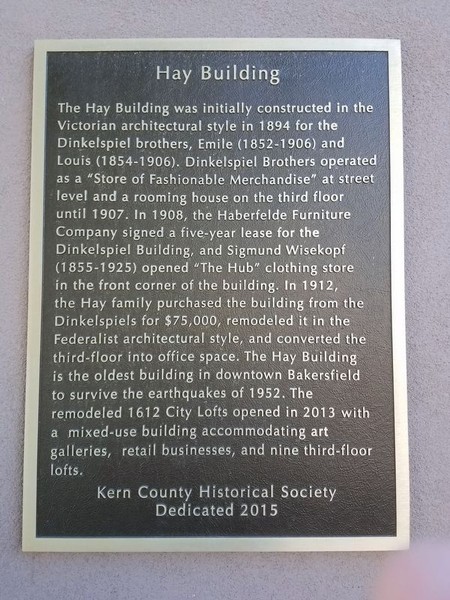 Hay Building
The Hay Building was initially constructed in the
Victorian architectural style in 1894 for the
Dinkelspiel brothers, Emile (1852-1906) and
Louis (1854-1906). Dinkelspiel Brothers operated
as a “Store of Fashionable Merchandise” at street
level and a rooming house on the third floor
until 1907. In 1908, the Haberfelde Furniture
Company signed a five-year lease for the
Dinkelspiel Building, and Sigmund Wisekopf
(1855-1925) opened “The Hub” clothing store
in the front corner of the building. In 1912,
the Hay family purchased the building from the
Dinkelspiels for $75,000, remodeled it in the
Federalist architectural style, and converted the
third-floor into office space. The Hay Building
is the oldest building in downtown Bakersfield
to survive the earthquakes of 1952. The
remodeled 1612 City Lofts opened in 2013 with
a mixed-use building accommodating art
galleries, retail businesses, and nine third-floor
lofts.
Kern County Historical Society
Dedicated 2015